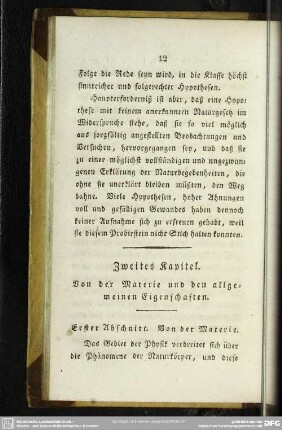 12
Folge die Rede seyn wird, in die Klasse höchst
sinnreicher und folgerechter Hypothesen.
Haupterforderniß ist aber, daß eine Hypo-
these mit keinem anerkannten Naturgesetz im
Widerspruche stehe, daß sie so viel möglich
aus sorgfältig angestellten Beobachtungen und
Versuchen, hervorgegangen sey, und daß sie
zu einer möglichst vollständigen und ungezwun-
genen Erklärung der Naturbegebenheiten, die
ohne sie unerklärt bleiben müßten, den Weg
bahne. Viele Hypothesen, hoher Ahnungen
voll und gefälligen Gewandes haben dennoch
keiner Aufnahme sich zu erfreuen gehabt, weil
sie diesem Probirstein nicht Stich halten konnten.
Zweites Kapitel.
Von der Materie und den allge-
meinen Eigenschaften.
Erster Abschnitt. Von der Materie.
Das Gebiet der Physik verbreitet sich über
die Phänomene der Naturkörper, und diese
DFG